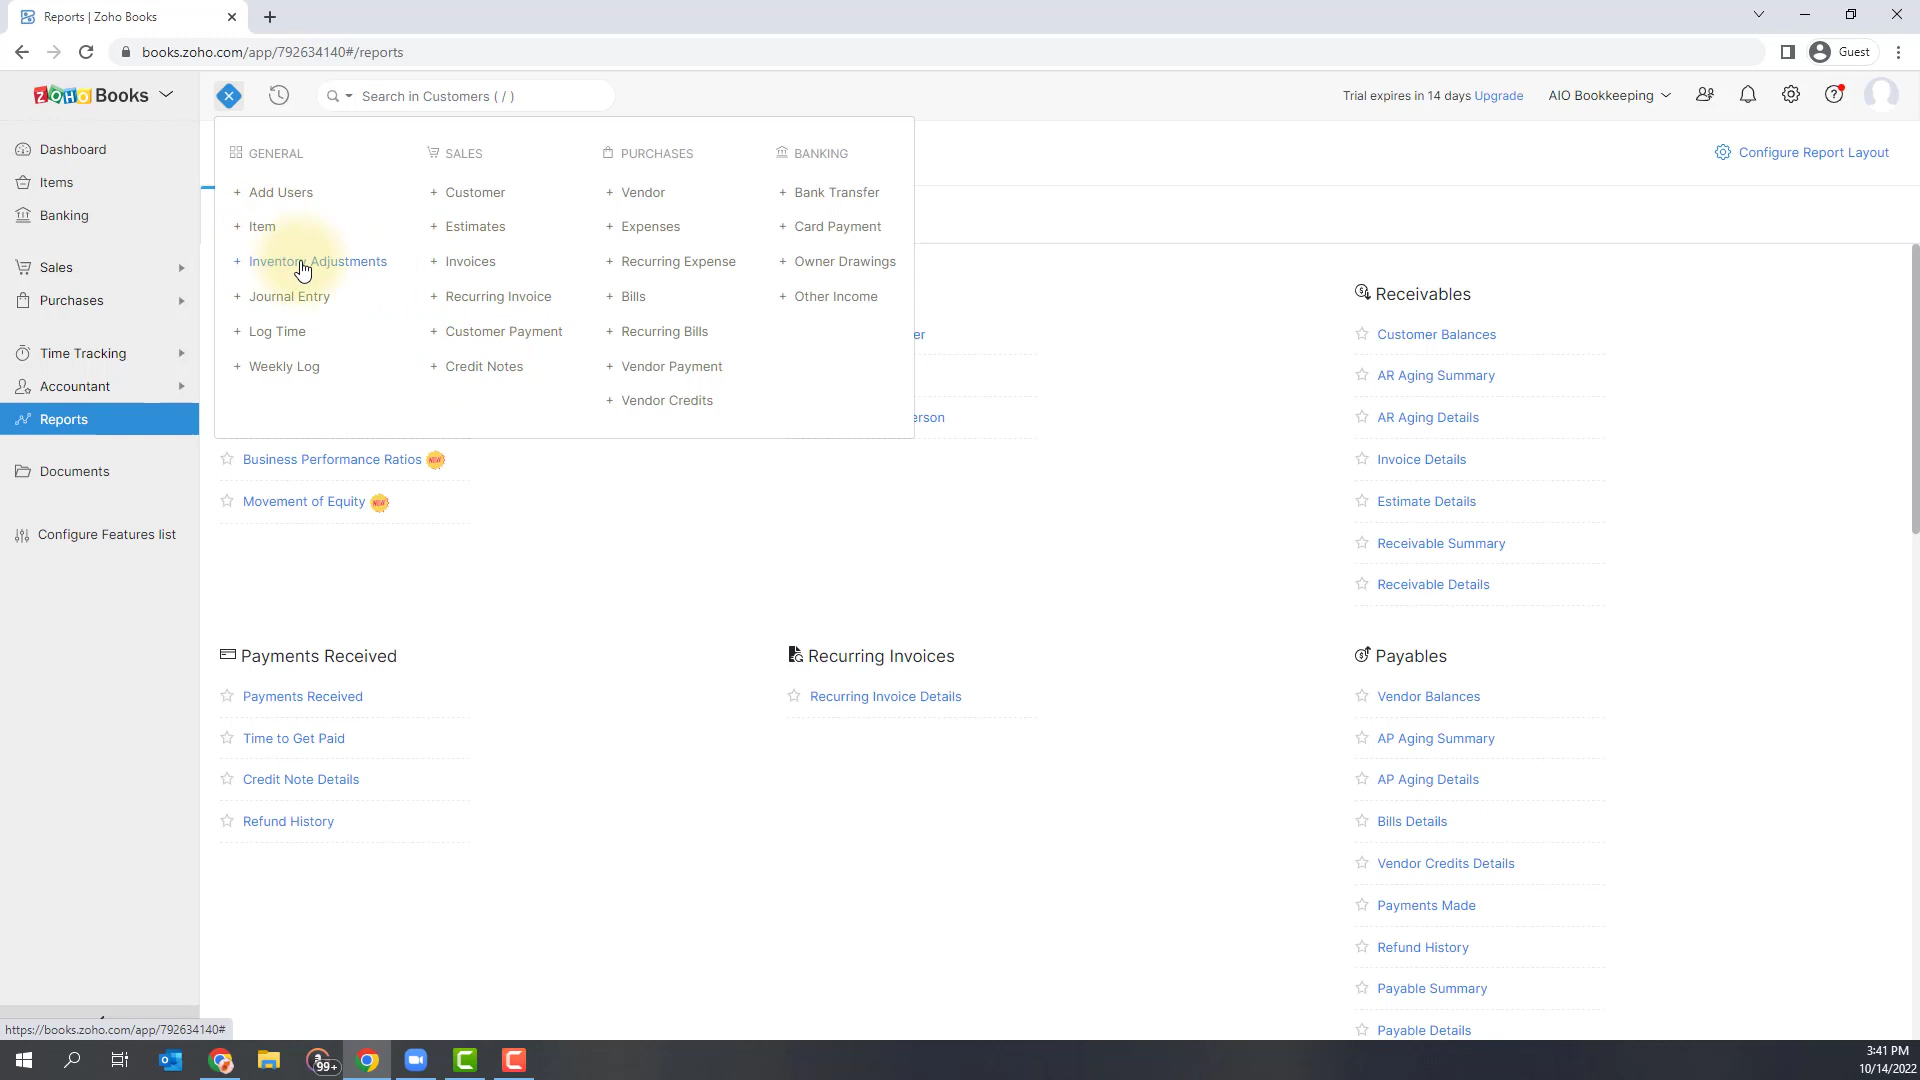 Reports | Zoho Books
books.zoho.com/app/792634140#/reports
Guest
ZOHO Books
Search in Customers ( / )
Trial expires in 14 days Upgrade
AIO Bookkeeping
Dashboard
Items
Banking
Sales
Purchases
Time Tracking
Accountant
Reports
Documents
Configure Features list
Configure Report Layout
GENERAL
+ Add Users
+ Item
+ Inventory Adjustments
+ Journal Entry
+ Log Time
+ Weekly Log
SALES
+ Customer
+ Estimates
+ Invoices
+ Recurring Invoice
+ Customer Payment
+ Credit Notes
PURCHASES
+ Vendor
+ Expenses
+ Recurring Expense
+ Bills
+ Recurring Bills
+ Vendor Payment
+ Vendor Credits
BANKING
+ Bank Transfer
+ Card Payment
+ Owner Drawings
+ Other Income
er
erson
Business Performance Ratios NEW
Movement of Equity NEW
Receivables
Customer Balances
AR Aging Summary
AR Aging Details
Invoice Details
Estimate Details
Receivable Summary
Receivable Details
Payments Received
Payments Received
Time to Get Paid
Credit Note Details
Refund History
Recurring Invoices
Recurring Invoice Details
Payables
Vendor Balances
AP Aging Summary
AP Aging Details
Bills Details
Vendor Credits Details
Payments Made
Refund History
Payable Summary
Payable Details
https://books.zoho.com/app/792634140#
99+
3:41 PM
10/14/2022